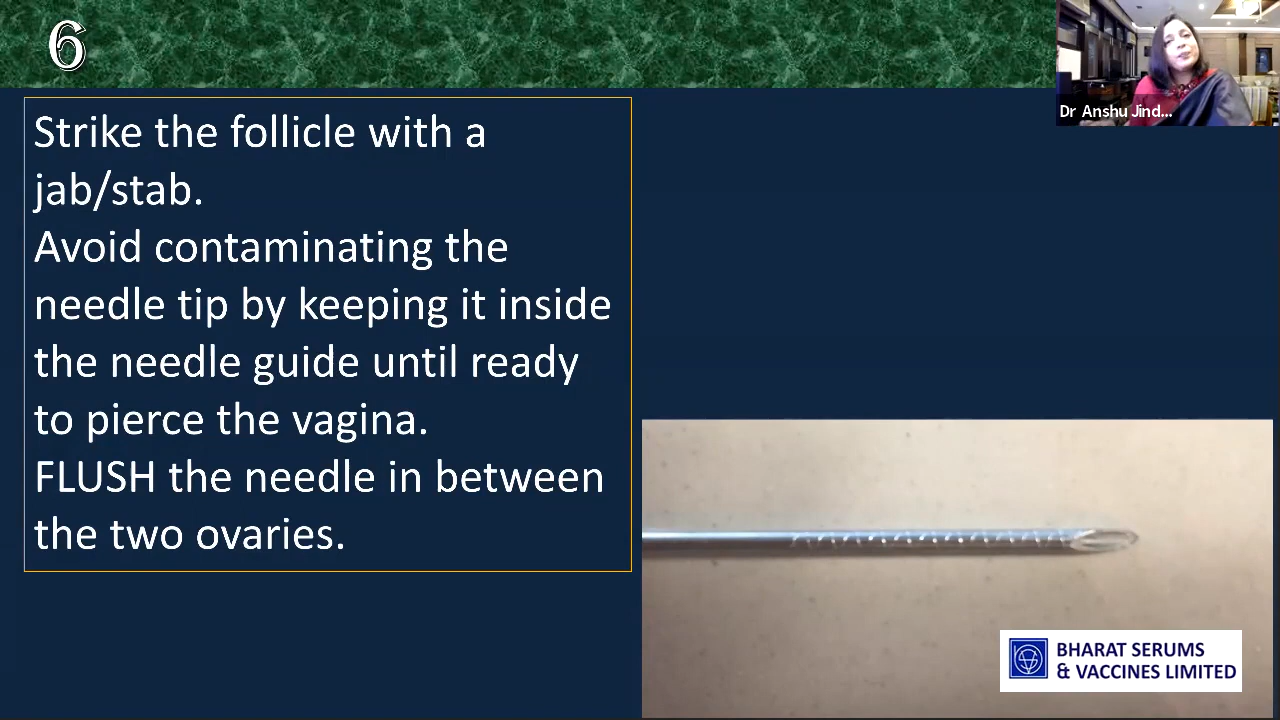 6
Dr Anshu Jind...
Strike the follicle with a
jab/stab.
Avoid contaminating the
needle tip by keeping it inside
the needle guide until ready
to pierce the vagina.
FLUSH the needle in between
the two ovaries.
BHARAT SERUMS
& VACCINES LIMITED